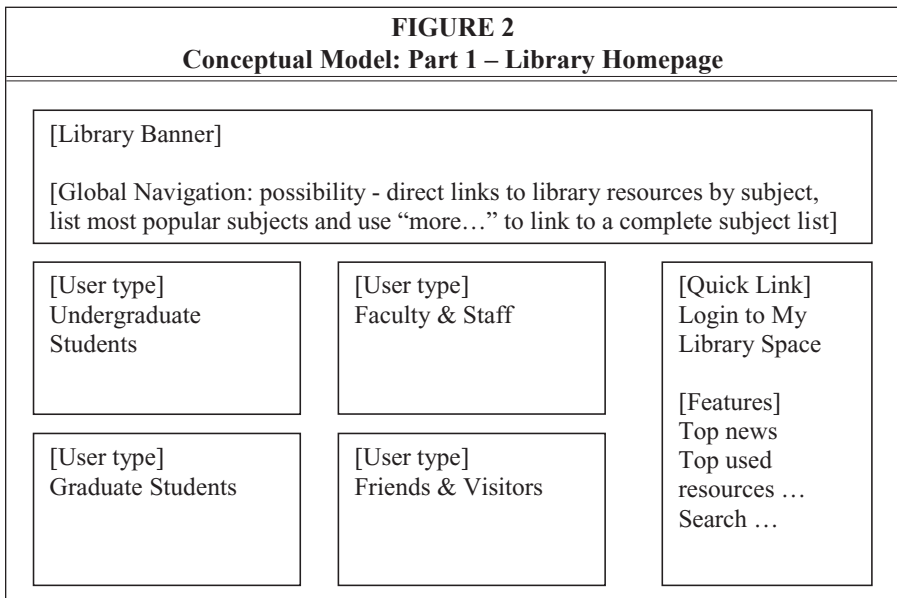 FIGURE 2
Conceptual Model: Part 1 – Library Homepage
[Library Banner]
[Global Navigation: possibility - direct links to library resources by subject,
list most popular subjects and use “more…” to link to a complete subject list]
[User type]
Undergraduate
Students
[User type]
Faculty & Staff
[User type]
Graduate Students
[User type]
Friends & Visitors
[Quick Link]
Login to My
Library Space
[Features]
Top news
Top used
resources …
Search …